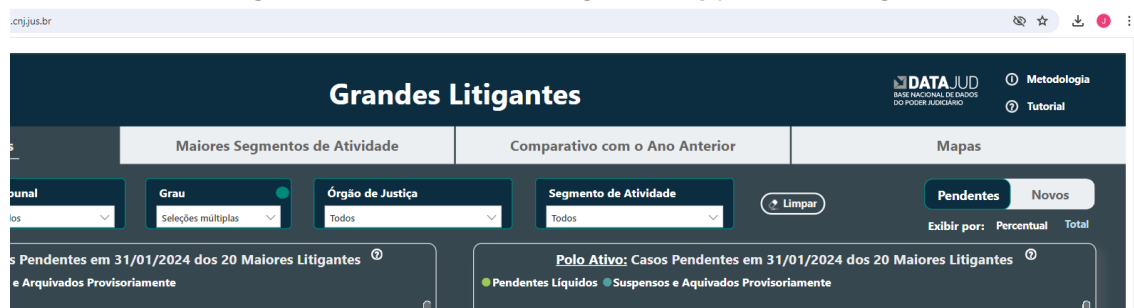 .cnj.jus.br
J
Grandes Litigantes
DATAJUD
BASE NACIONAL DE DADOS
DO PODER JUDICIÁRIO
Metodologia
Tutorial
s
Maiores Segmentos de Atividade
Comparativo com o Ano Anterior
Mapas
ounal
Grau
Órgão de Justiça
Segmento de Atividade
los
Seleções múltiplas
Todos
Todos
Limpar
Pendentes
Novos
Exibir por: Percentual Total
s Pendentes em 31/01/2024 dos 20 Maiores Litigantes
Polo Ativo: Casos Pendentes em 31/01/2024 dos 20 Maiores Litigantes
e Arquivados Provisoriamente
Pendentes Líquidos Suspensos e Aquivados Provisoriamente